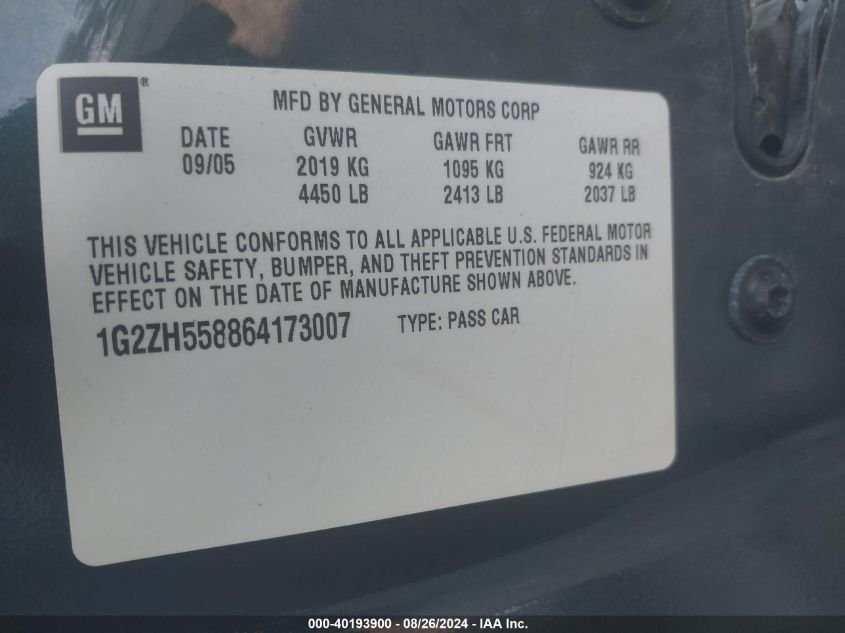 GM®
MFD BY GENERAL MOTORS CORP
DATE GVWR GAWR FRT GAWR RR
09/05 2019 KG 1095 KG 924 KG
4450 LB 2413 LB 2037 LB
THIS VEHICLE CONFORMS TO ALL APPLICABLE U.S. FEDERAL MOTOR
VEHICLE SAFETY, BUMPER, AND THEFT PREVENTION STANDARDS IN
EFFECT ON THE DATE OF MANUFACTURE SHOWN ABOVE.
1G2ZH558864173007 TYPE: PASS CAR
000-40193900 - 08/26/2024 - IAA Inc.